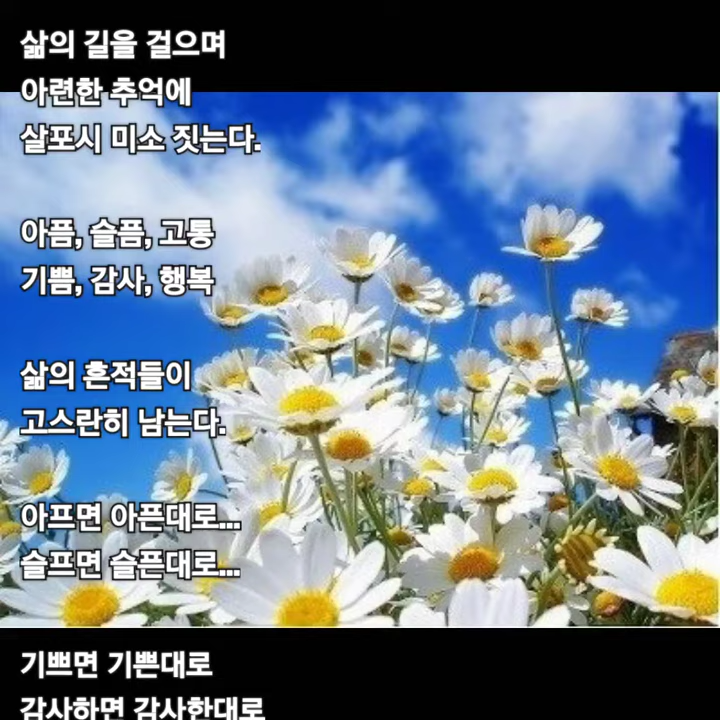 삶의 길을 걸으며
아련한 추억에
살포시 미소 짓는다.
아픔, 슬픔, 고통
기쁨, 감사, 행복
삶의 흔적들이
고스란히 남는다.
아프면 아픈대로...
슬프면 슬픈대로...
기쁘면 기쁜대로
감사하면 감사한대로